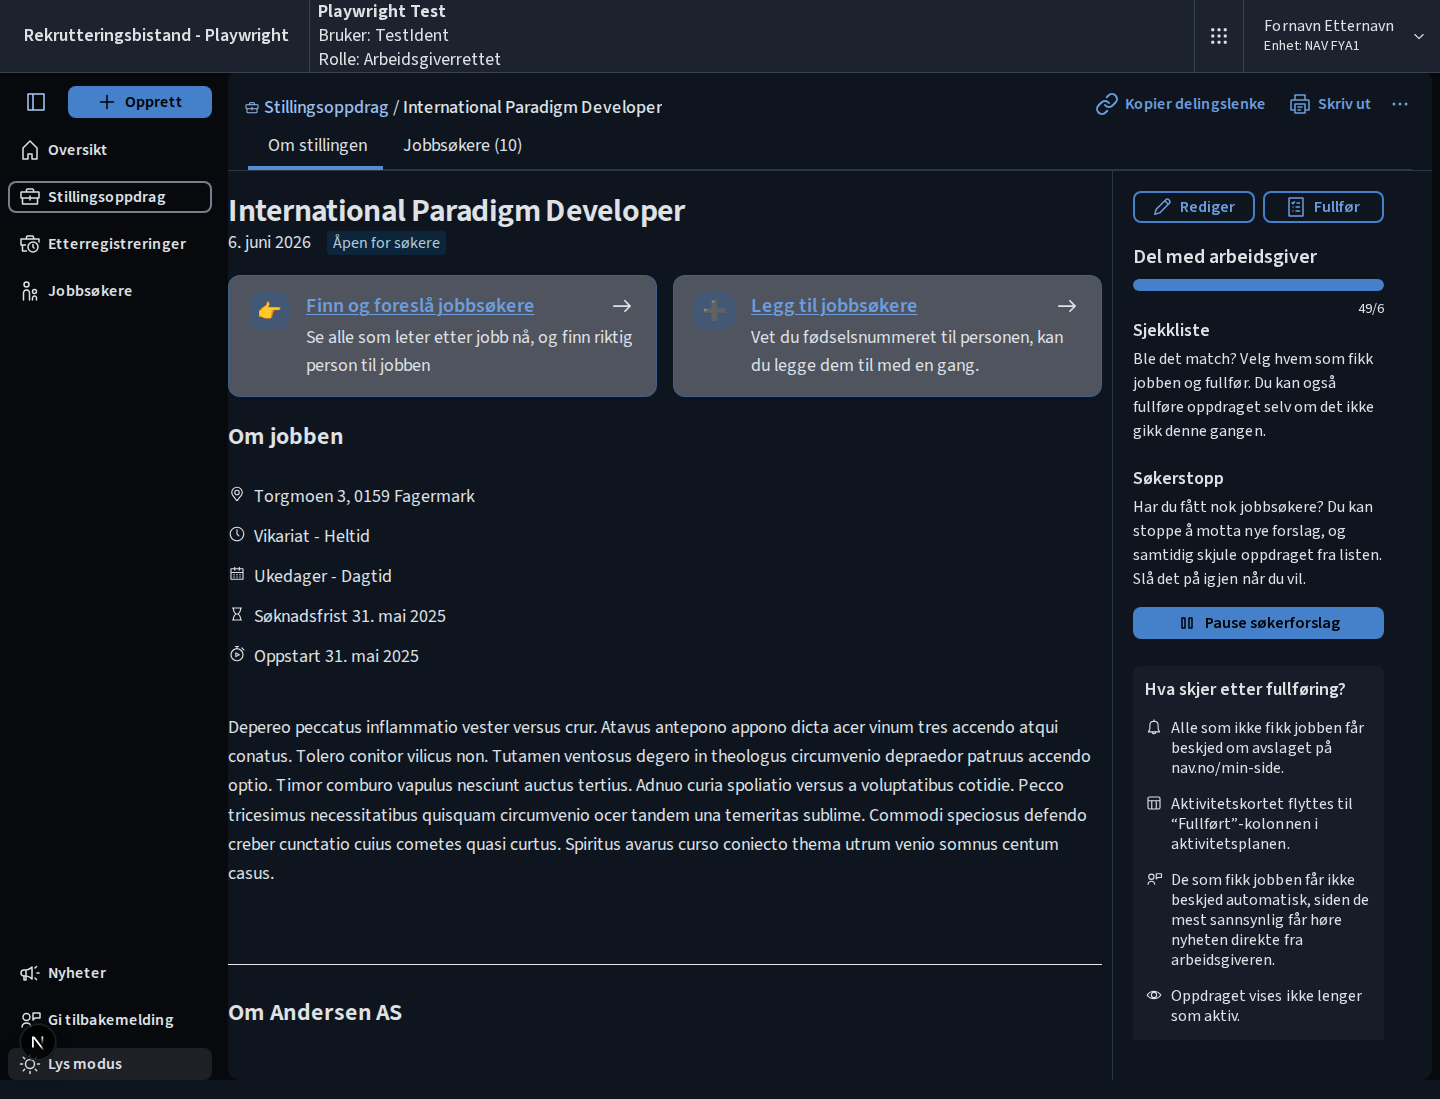 Rekrutteringsbistand - Playwright
Playwright Test
Bruker: TestIdent
Rolle: Arbeidsgiverrettet
Fornavn Etternavn
Enhet: NAV FYA1
Opprett
Oversikt
Stillingsoppdrag
Etterregistreringer
Jobbsøkere
Nyheter
Gi tilbakemelding
N
Lys modus
Stillingsoppdrag / International Paradigm Developer
Kopier delingslenke
Skriv ut
Om stillingen
Jobbsøkere (10)
International Paradigm Developer
6. juni 2026
Åpen for søkere
Finn og foreslå jobbsøkere
Se alle som leter etter jobb nå, og finn riktig
person til jobben
Legg til jobbsøkere
Vet du fødselsnummeret til personen, kan
du legge dem til med en gang.
Om jobben
Torgmoen 3, 0159 Fagermark
Vikariat - Heltid
Ukedager - Dagtid
Søknadsfrist 31. mai 2025
Oppstart 31. mai 2025
Depereo peccatus inflammatio vester versus crur. Atavus antepono appono dicta acer vinum tres accendo atqui
conatus. Tolero conitor vilicus non. Tutamen ventosus degero in theologus circumvenio depraedor patruus accendo
optio. Timor comburo vapulus nesciunt auctus tertius. Adnuo curia spoliatio versus a voluptatibus cotidie. Pecco
tricesimus necessitatibus quisquam circumvenio ocer tandem una temeritas sublime. Commodi speciosus defendo
creber cunctatio cuius cometes quasi curtus. Spiritus avarus curso coniecto thema utrum venio somnus centum
casus.
Om Andersen AS
Rediger
Fullfør
Del med arbeidsgiver
49/6
Sjekkliste
Ble det match? Velg hvem som fikk
jobben og fullfør. Du kan også
fullføre oppdraget selv om det ikke
gikk denne gangen.
Søkerstopp
Har du fått nok jobbsøkere? Du kan
stoppe å motta nye forslag, og
samtidig skjule oppdraget fra listen.
Slå det på igjen når du vil.
Pause søkerforslag
Hva skjer etter fullføring?
Alle som ikke fikk jobben får
beskjed om avslaget på
nav.no/min-side.
Aktivitetskortet flyttes til
“Fullført”-kolonnen i
aktivitetsplanen.
De som fikk jobben får ikke
beskjed automatisk, siden de
mest sannsynlig får høre
nyheten direkte fra
arbeidsgiveren.
Oppdraget vises ikke lenger
som aktiv.